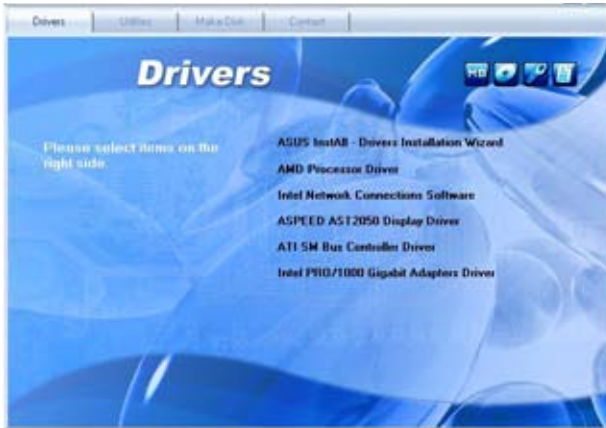 Drivers
Utilities
Make Disk
Contact
Drivers
Please select items on the
right side.
ASUS InstAll - Drivers Installation Wizard
AMD Processor Driver
Intel Network Connections Software
ASPEED AST2050 Display Driver
ATI SM Bus Controller Driver
Intel PRO/1000 Gigabit Adapters Driver
MB